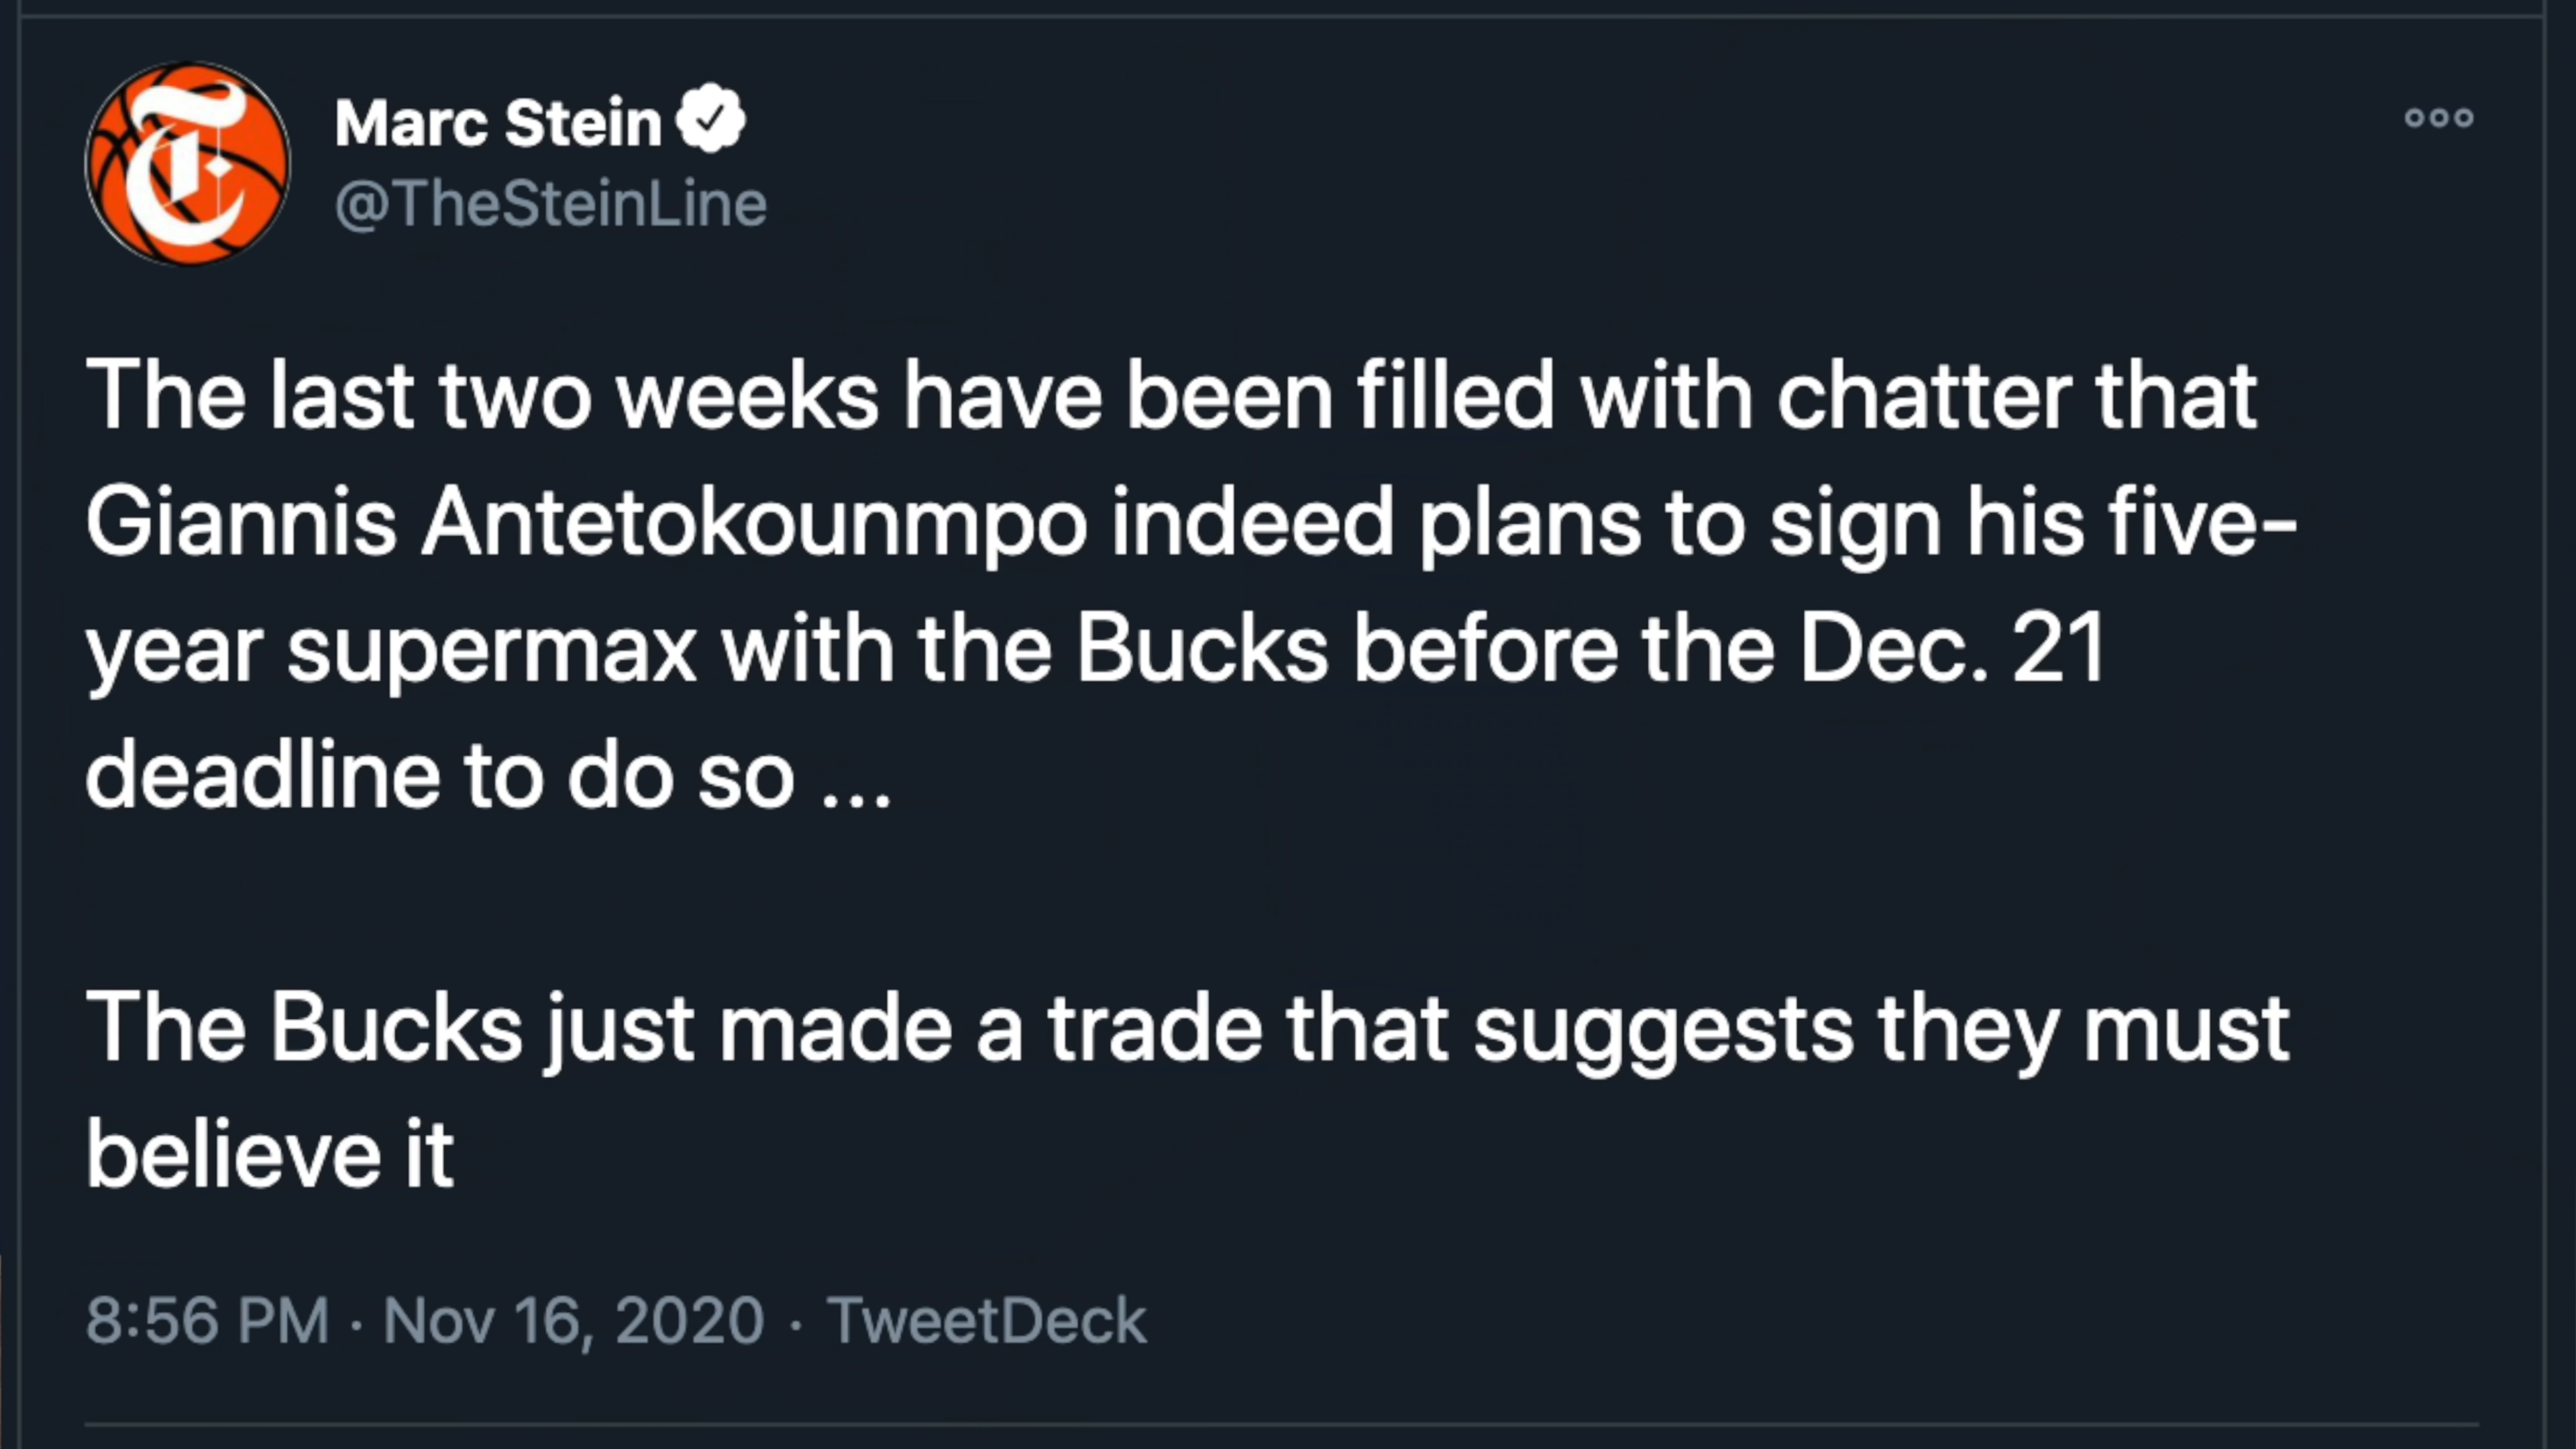 Marc Stein
@TheSteinLine
The last two weeks have been filled with chatter that
Giannis Antetokounmpo indeed plans to sign his five-
year supermax with the Bucks before the Dec. 21
deadline to do so ...
The Bucks just made a trade that suggests they must
believe it
8:56 PM · Nov 16, 2020 · TweetDeck